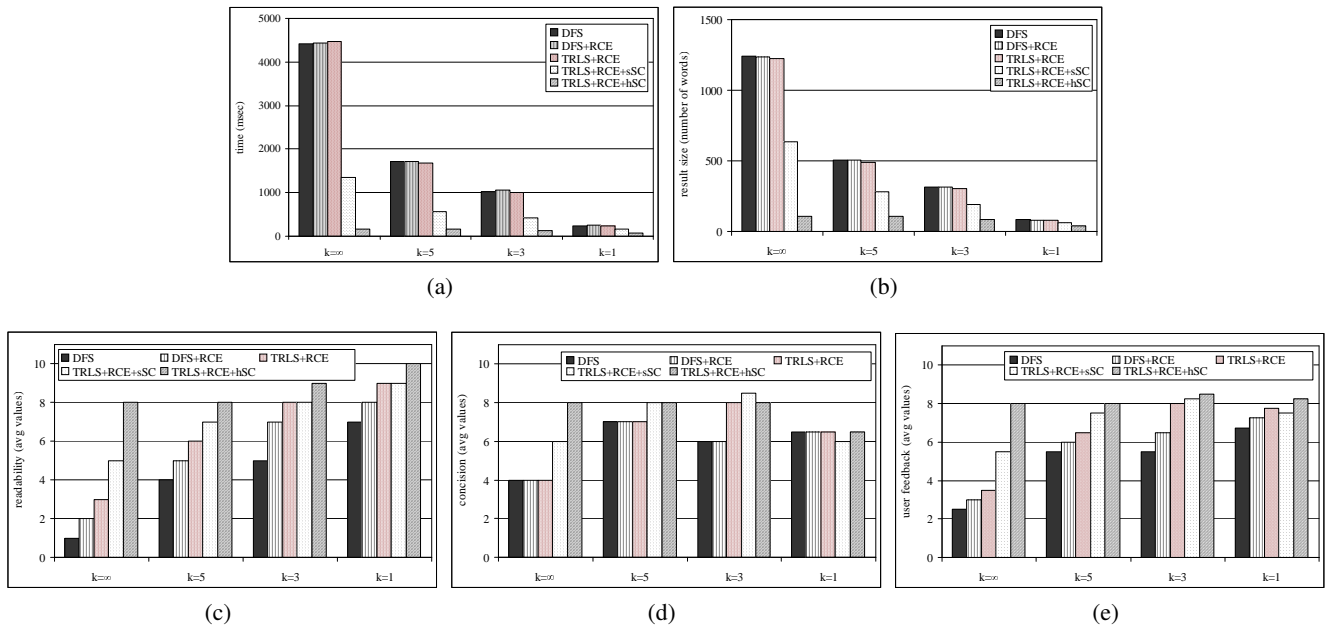 5000
4000
3000
2000
1000
0
time (msec)
DFS
DFS+RCE
TRLS+RCE
TRLS+RCE+sSC
TRLS+RCE+hSC
k=∞ k=5 k=3 k=1
(a)
1500
1000
500
0
result size (number of words)
DFS
DFS+RCE
TRLS+RCE
TRLS+RCE+sSC
TRLS+RCE+hSC
k=∞ k=5 k=3 k=1
(b)
10
8
6
4
2
0
readability (avg values)
DFS DFS+RCE TRLS+RCE
TRLS+RCE+sSC TRLS+RCE+hSC
k=∞ k=5 k=3 k=1
(c)
10
8
6
4
2
0
concision (avg values)
DFS DFS+RCE TRLS+RCE
TRLS+RCE+sSC TRLS+RCE+hSC
k=∞ k=5 k=3 k=1
(d)
10
8
6
4
2
0
user feedback (avg values)
DFS DFS+RCE TRLS+RCE
TRLS+RCE+sSC TRLS+RCE+hSC
k=∞ k=5 k=3 k=1
(e)